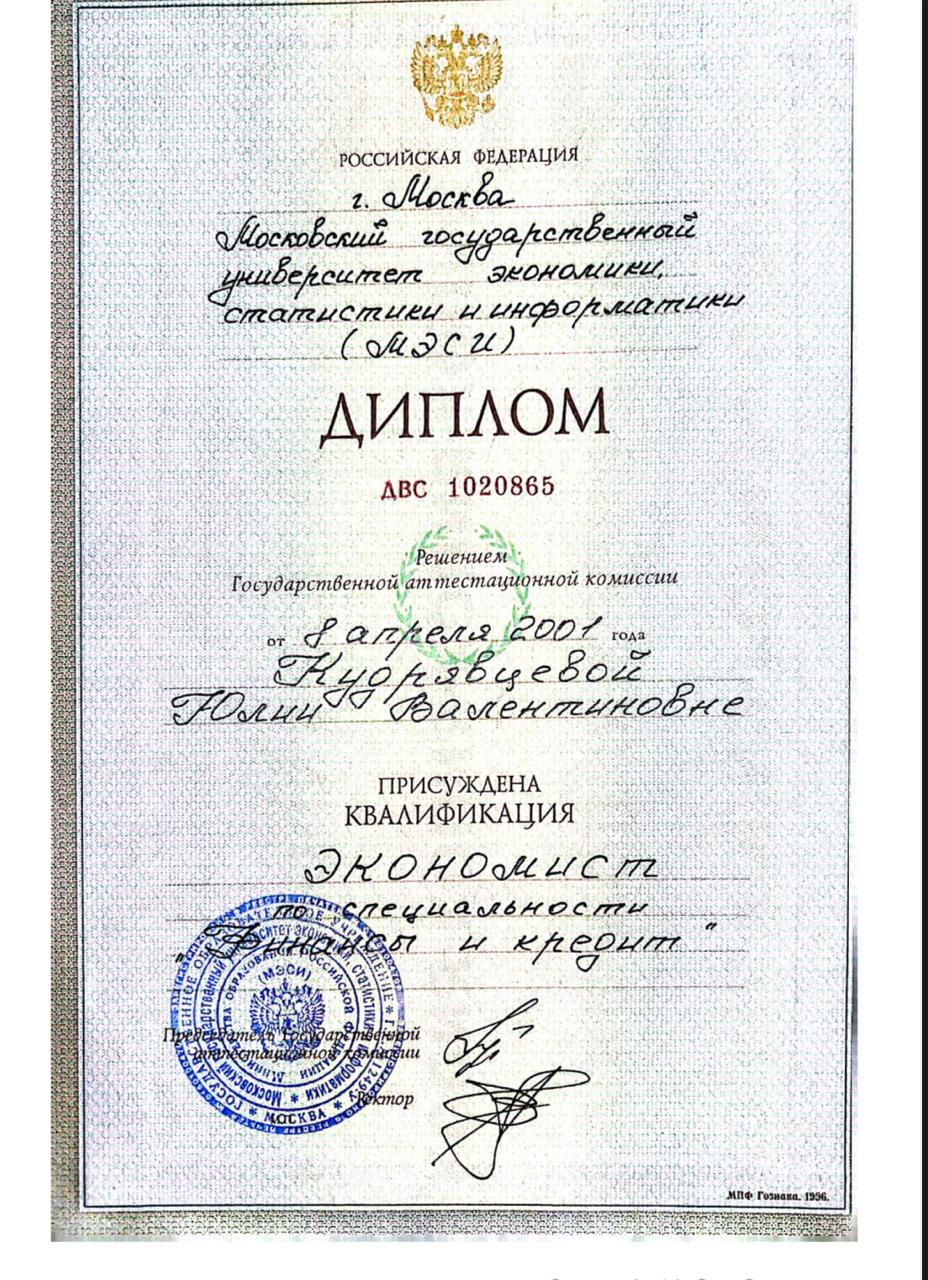 РОССИЙСКАЯ ФЕДЕРАЦИЯ
г. Москва
Московский государственный
университет экономики,
статистики и информатики
(МЭСИ)
ДИПЛОМ
ДВС 1020865
Решением
Государственной аттестационной комиссии
от 8 апреля 2001 года
Кудрявцевой
Юлии Валентиновне
ПРИСУЖДЕНА
КВАЛИФИКАЦИЯ
экономист
по специальности
"Финансы и кредит"
Председатель Государственной
аттестационной комиссии
Ректор
(МЭСИ)
МОСКВА
МПФ Гознака. 1996.